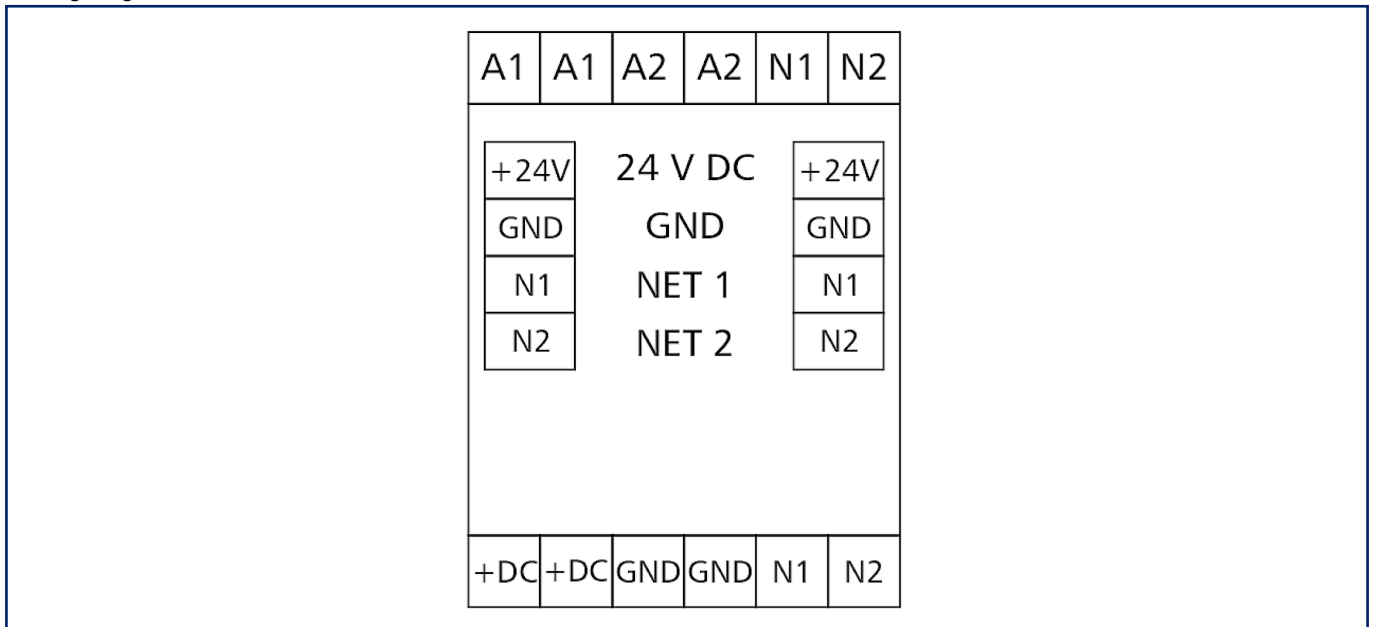 A1 A1 A2 A2 N1 N2
+24V 24 V DC +24V
GND GND GND
N1 NET 1 N1
N2 NET 2 N2
+DC +DC GND GND N1 N2